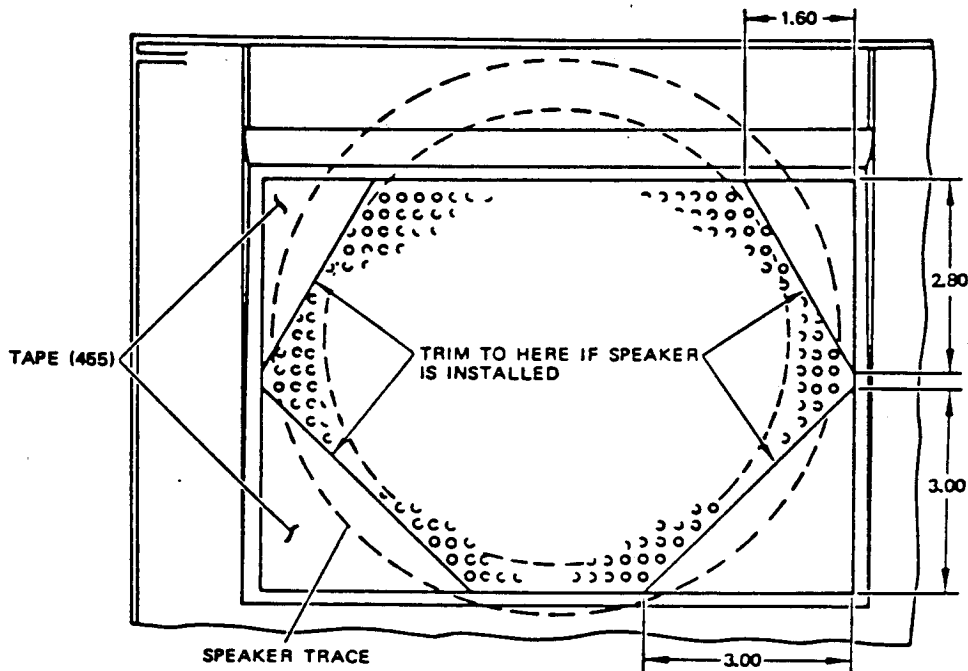 1.60
2.80
TAPE (455)
TRIM TO HERE IF SPEAKER
IS INSTALLED
3.00
SPEAKER TRACE
3.00